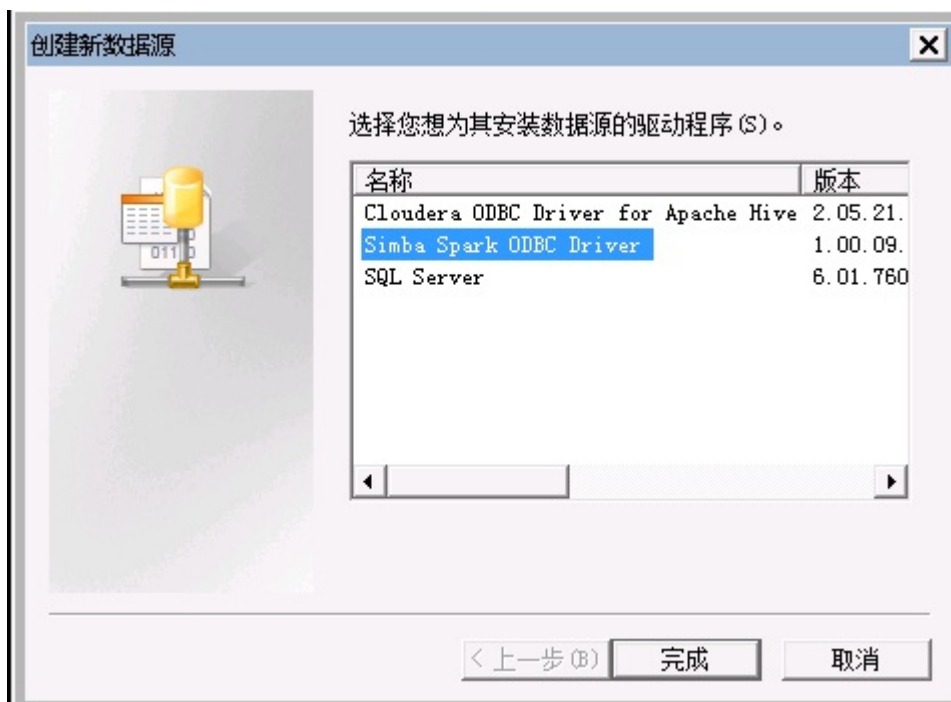 创建新数据源
选择您想为其安装数据源的驱动程序(S)。
名称 版本
Cloudera ODBC Driver for Apache Hive 2.05.21.
Simba Spark ODBC Driver 1.00.09.
SQL Server 6.01.760
< 上一步(B) 完成 取消